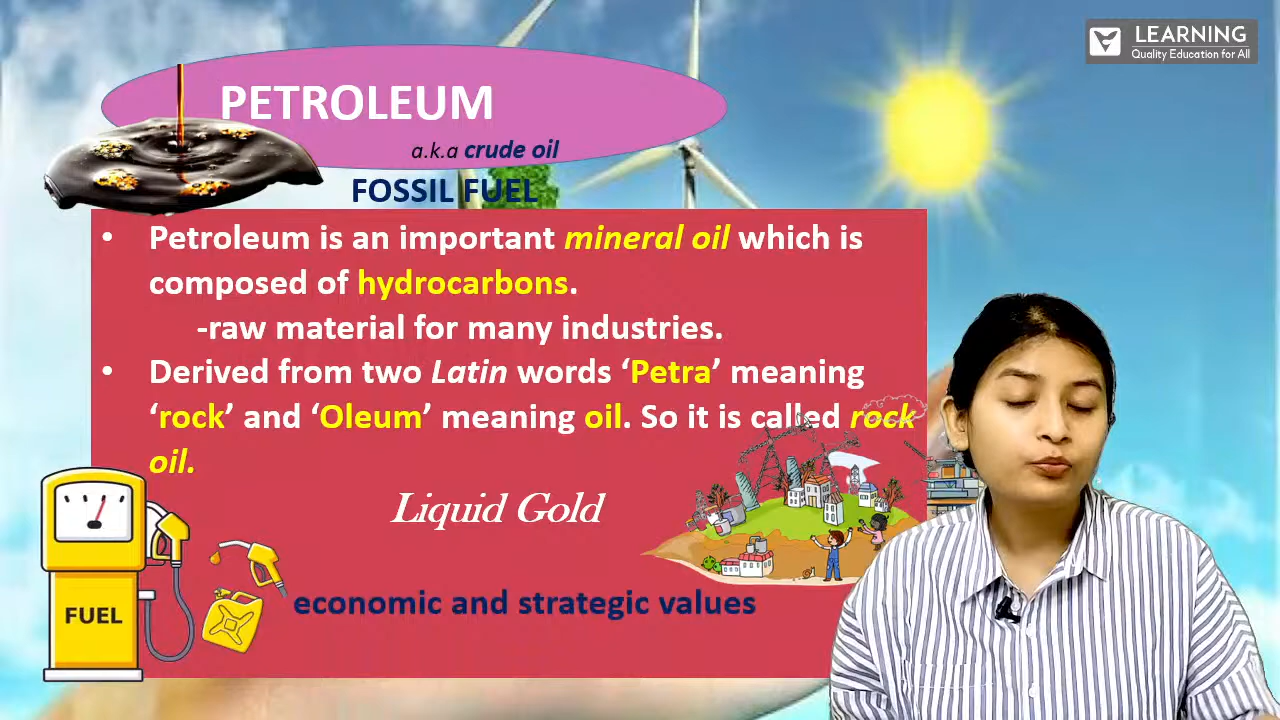 LEARNING
Quality Education for All
PETROLEUM
a.k.a crude oil
FOSSIL FUEL
• Petroleum is an important mineral oil which is
composed of hydrocarbons.
-raw material for many industries.
• Derived from two Latin words ‘Petra’ meaning
‘rock’ and ‘Oleum’ meaning oil. So it is called rock
oil.
Liquid Gold
economic and strategic values
FUEL